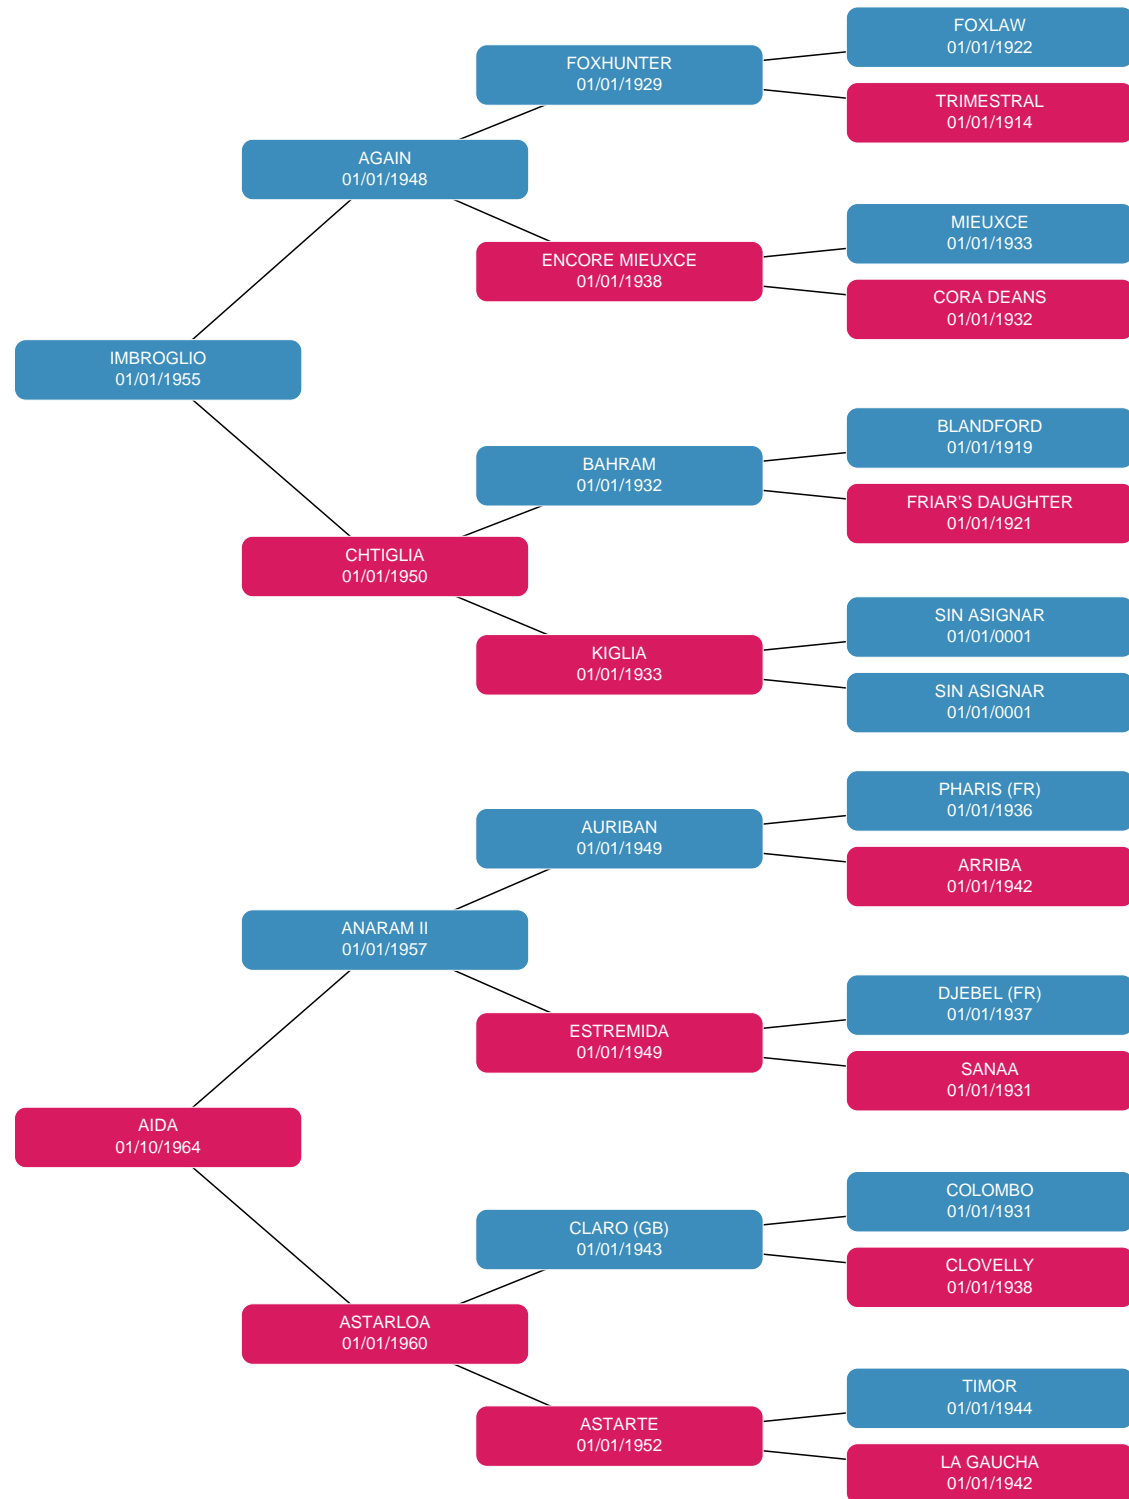 FOXLAW
01/01/1922
FOXHUNTER
01/01/1929
TRIMESTRAL
01/01/1914
AGAIN
01/01/1948
MIEUXCE
01/01/1933
ENCORE MIEUXCE
01/01/1938
CORA DEANS
01/01/1932
IMBROGLIO
01/01/1955
BLANDFORD
01/01/1919
BAHRAM
01/01/1932
FRIAR'S DAUGHTER
01/01/1921
CHTIGLIA
01/01/1950
SIN ASIGNAR
01/01/0001
KIGLIA
01/01/1933
SIN ASIGNAR
01/01/0001
PHARIS (FR)
01/01/1936
AURIBAN
01/01/1949
ARRIBA
01/01/1942
ANARAM II
01/01/1957
DJEBEL (FR)
01/01/1937
ESTREMIDA
01/01/1949
SANAA
01/01/1931
AIDA
01/10/1964
COLOMBO
01/01/1931
CLARO (GB)
01/01/1943
CLOVELLY
01/01/1938
ASTARLOA
01/01/1960
TIMOR
01/01/1944
ASTARTE
01/01/1952
LA GAUCHA
01/01/1942